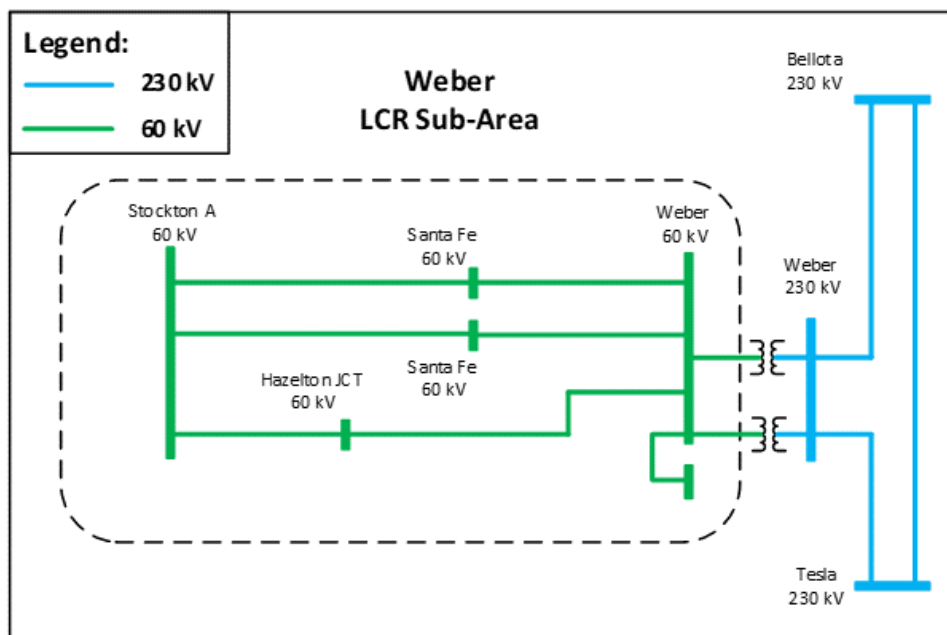 Legend:
230 kV
60 kV
Weber
LCR Sub-Area
Bellota
230 kV
Stockton A
60 kV
Santa Fe
60 kV
Weber
60 kV
Weber
230 kV
Santa Fe
60 kV
Hazelton JCT
60 kV
Tesla
230 kV